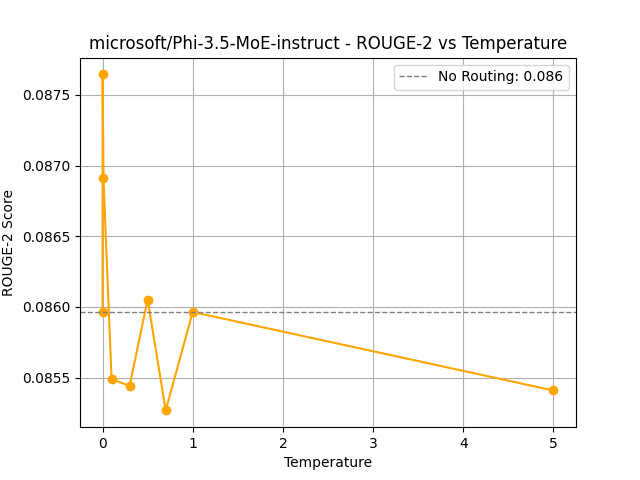 microsoft/Phi-3.5-MoE-instruct - ROUGE-2 vs Temperature
No Routing: 0.086
ROUGE-2 Score
0.0875
0.0870
0.0865
0.0860
0.0855
0 1 2 3 4 5
Temperature